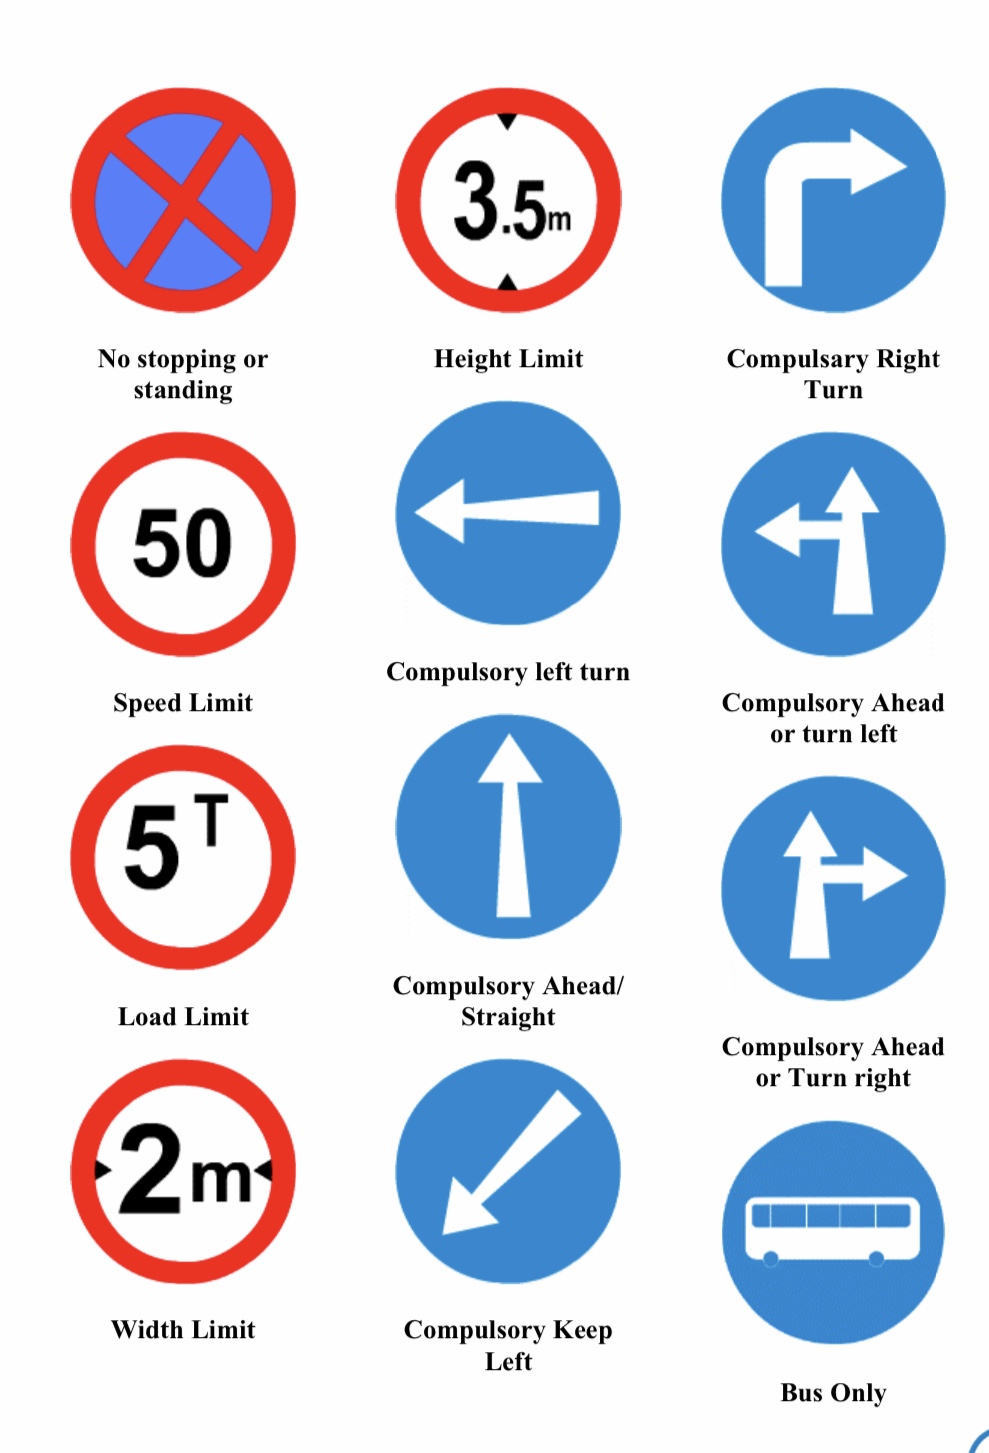 No stopping or
standing
50
Speed Limit
5 T
Load Limit
2m
Width Limit
3.5m
Height Limit
Compulsory left turn
Compulsory Ahead/
Straight
Compulsory Keep
Left
Compulsary Right
Turn
Compulsory Ahead
or turn left
Compulsory Ahead
or Turn right
Bus Only